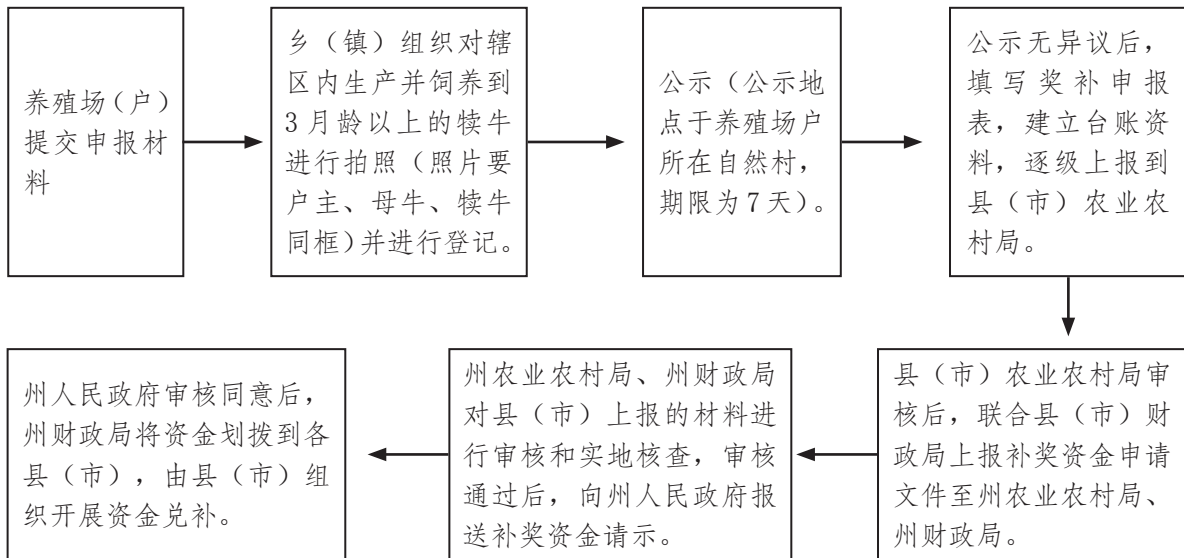 养殖场（户）
提交申报材
料
乡（镇）组织对辖
区内生产并饲养到
3月龄以上的犊牛
进行拍照（照片要
户主、母牛、犊牛
同框）并进行登记。
公示（公示地
点于养殖场户
所在自然村，
期限为7天）。
公示无异议后，
填写奖补申报
表，建立台账资
料，逐级上报到
县（市）农业农
村局。
县（市）农业农村局审
核后，联合县（市）财
政局上报补奖资金申请
文件至州农业农村局、
州财政局。
州农业农村局、州财政局
对县（市）上报的材料进
行审核和实地核查，审核
通过后，向州人民政府报
送补奖资金请示。
州人民政府审核同意后，
州财政局将资金划拨到各
县（市），由县（市）组
织开展资金兑补。